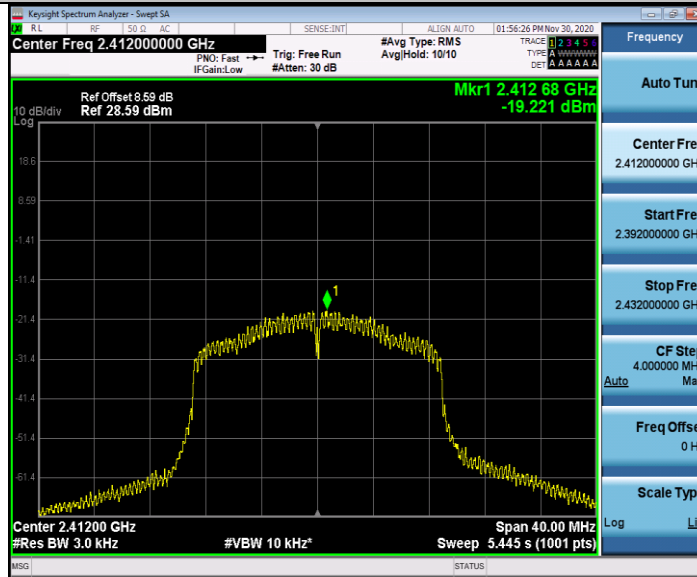 Keysight Spectrum Analyzer - Swept SA
RL RF 50 Ω AC SENSE:INT ALIGN AUTO 01:56:26 PM Nov 30, 2020
Center Freq 2.412000000 GHz
#Avg Type: RMS
TRACE 1 2 3 4 5 6
PNO: Fast
Trig: Free Run
Avg|Hold: 10/10
TYPE A WWWWW
IFGain:Low
#Atten: 30 dB
DET A A A A A A
Mkr1 2.412 68 GHz
-19.221 dBm
Ref Offset 8.59 dB
10 dB/div Ref 28.59 dBm
Log
1
18.6
8.59
-1.41
-11.4
-21.4
-31.4
-41.4
-51.4
-61.4
Center 2.41200 GHz
Span 40.00 MHz
#Res BW 3.0 kHz
#VBW 10 kHz*
Sweep 5.445 s (1001 pts)
MSG
STATUS
Frequency
Auto Tun
Center Fre
2.412000000 GH
Start Fre
2.392000000 GH
Stop Fre
2.432000000 GH
CF Ste
4.000000 MH
Auto Ma
Freq Offse
0 H
Scale Typ
Log Li